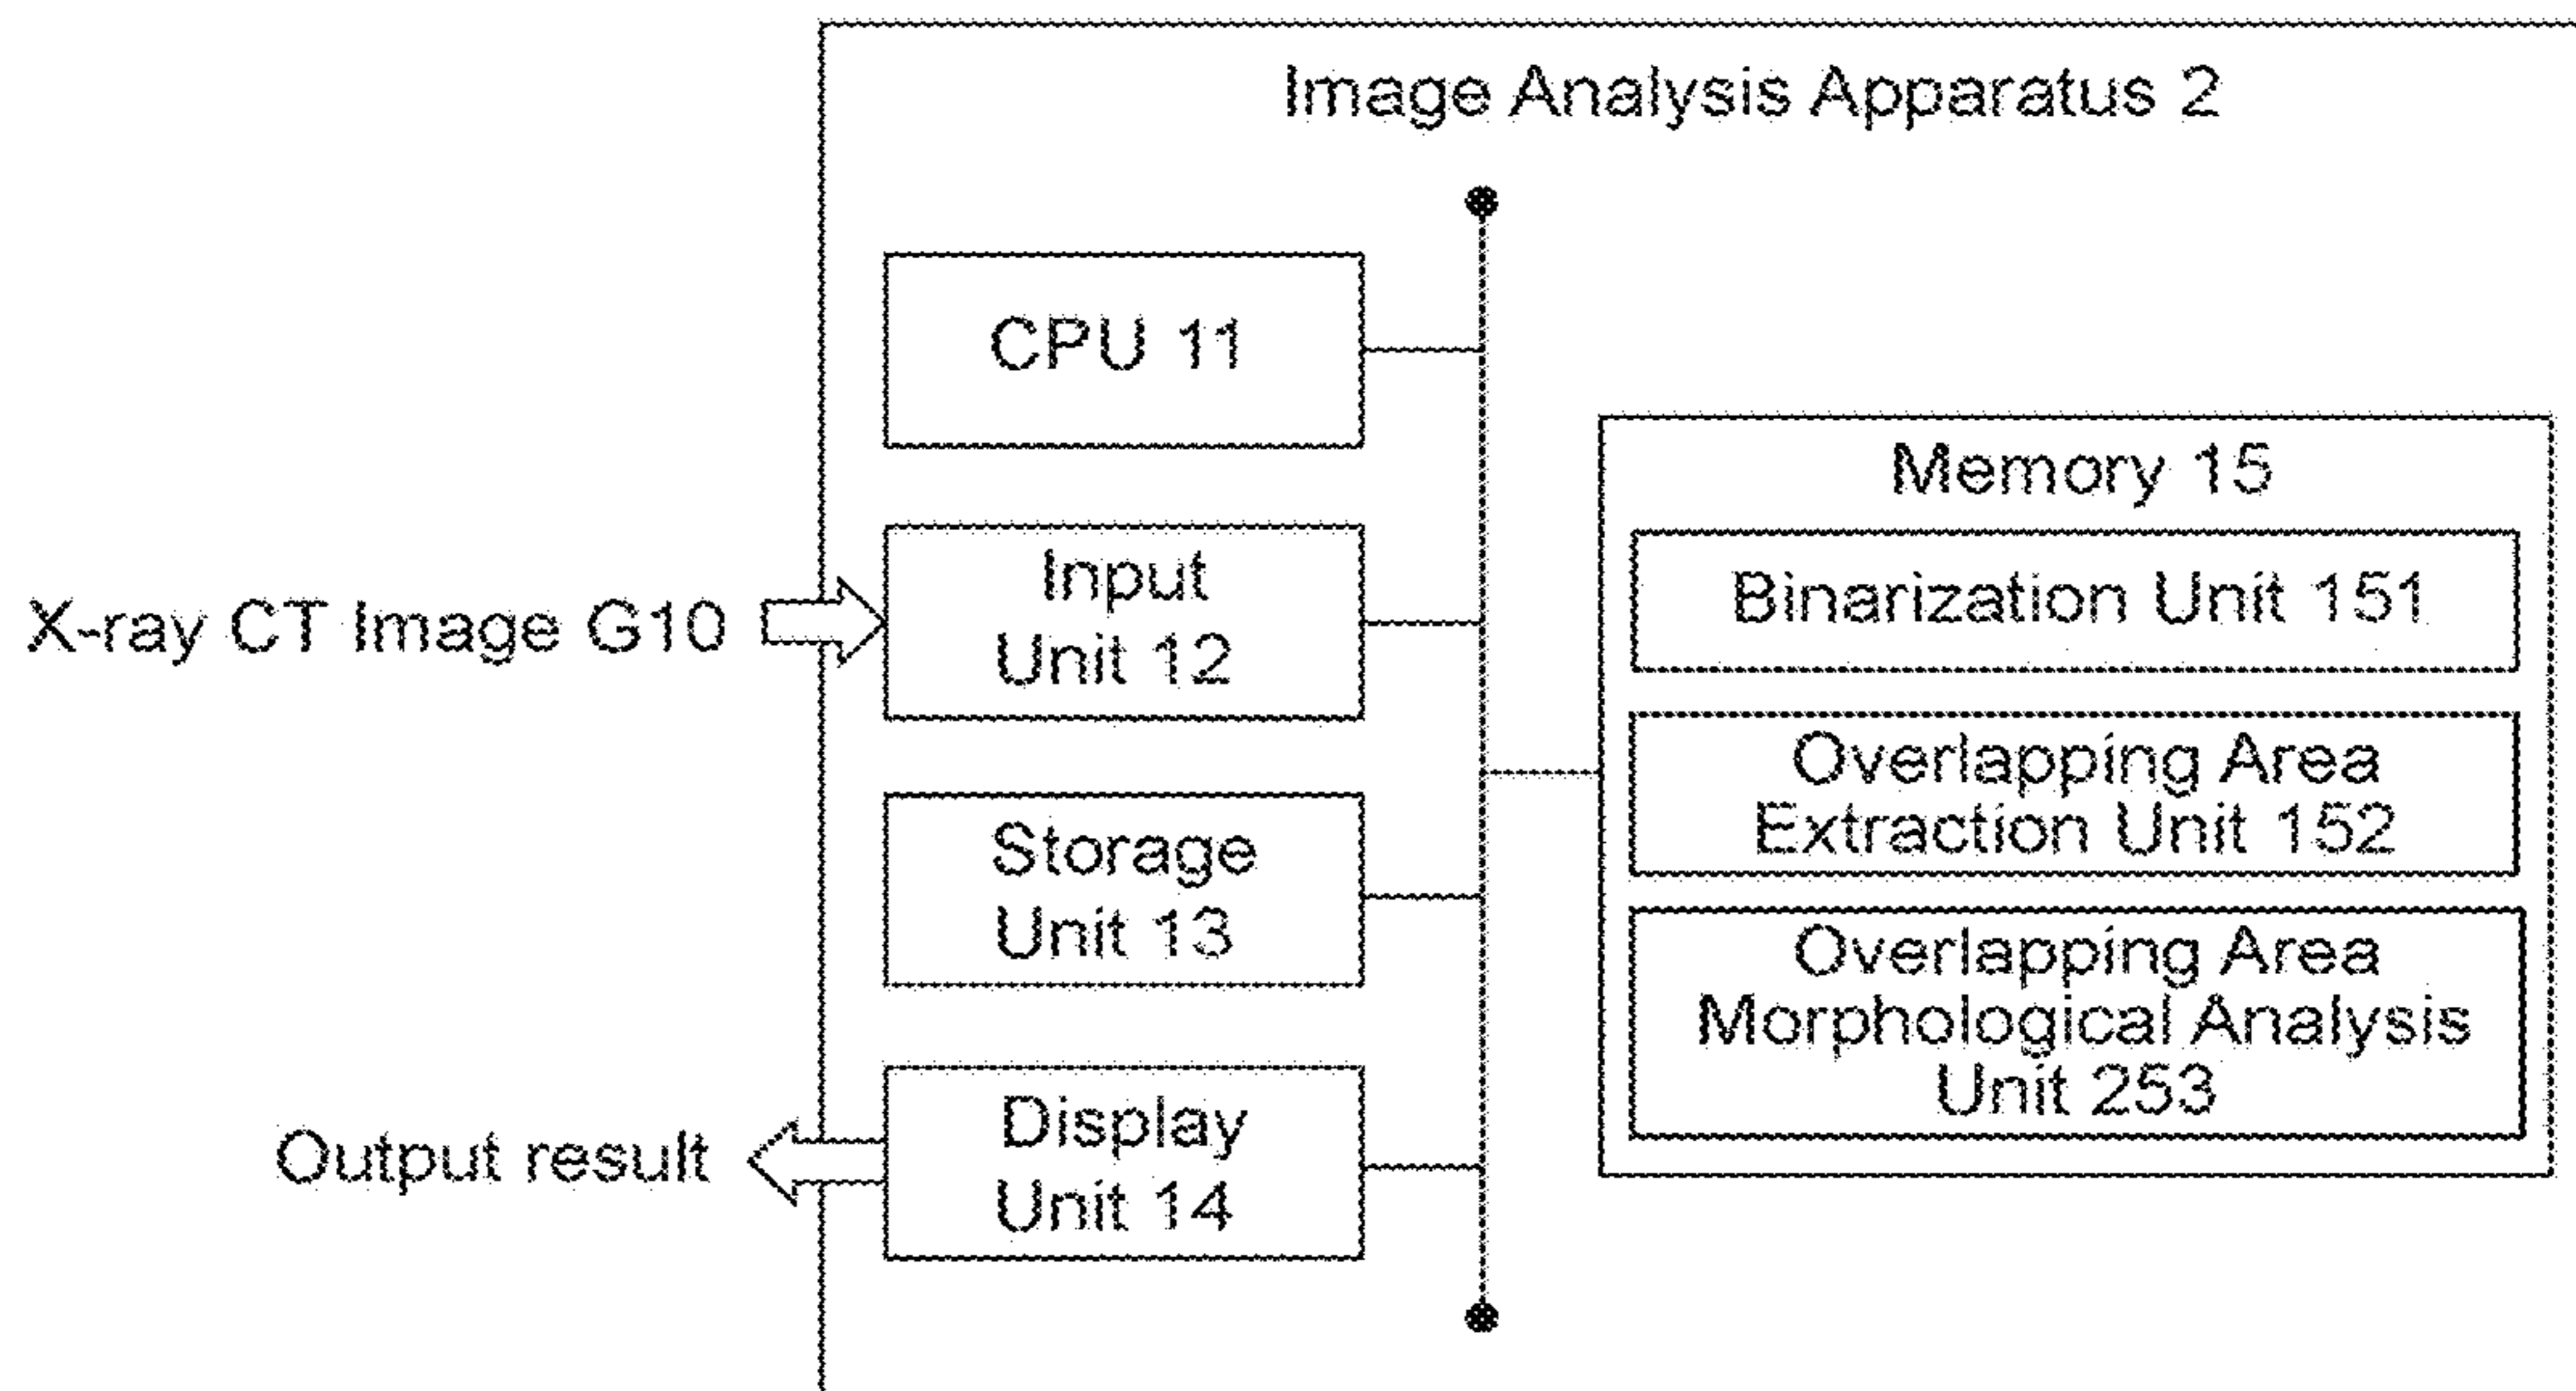 Image Analysis Apparatus 2
CPU 11
X-ray CT Image G10
Input
Unit 12
Storage
Unit 13
Output result
Display
Unit 14
Memory 15
Binarization Unit 151
Overlapping Area
Extraction Unit 152
Overlapping Area
Morphological Analysis
Unit 253